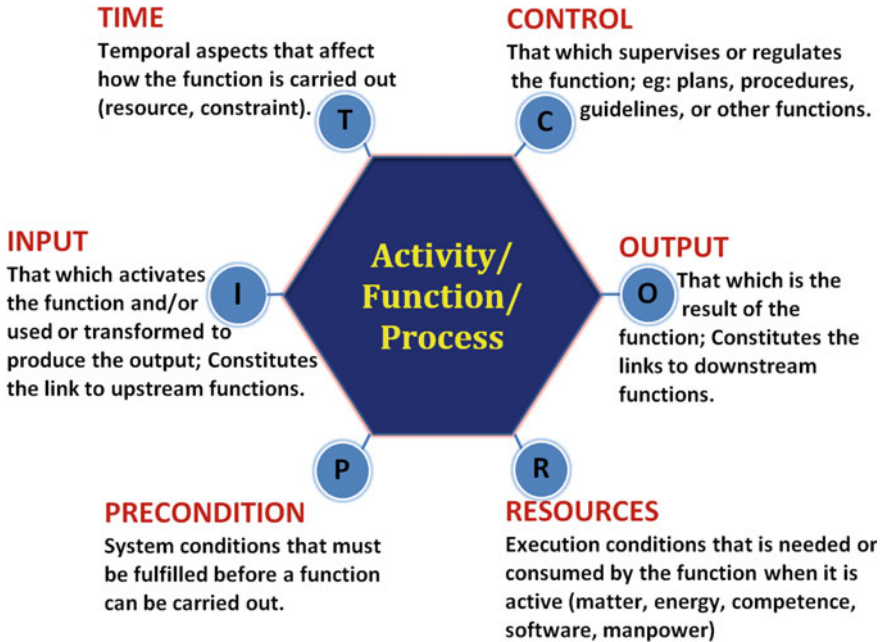 TIME
Temporal aspects that affect
how the function is carried out
(resource, constraint).
T
CONTROL
That which supervises or regulates
the function; eg: plans, procedures,
guidelines, or other functions.
C
INPUT
That which activates
the function and/or
used or transformed to
produce the output; Constitutes
the link to upstream functions.
I
Activity/
Function/
Process
OUTPUT
That which is the
result of the
function; Constitutes the
links to downstream
functions.
O
P
PRECONDITION
System conditions that must
be fulfilled before a function
can be carried out.
R
RESOURCES
Execution conditions that is needed or
consumed by the function when it is
active (matter, energy, competence,
software, manpower)